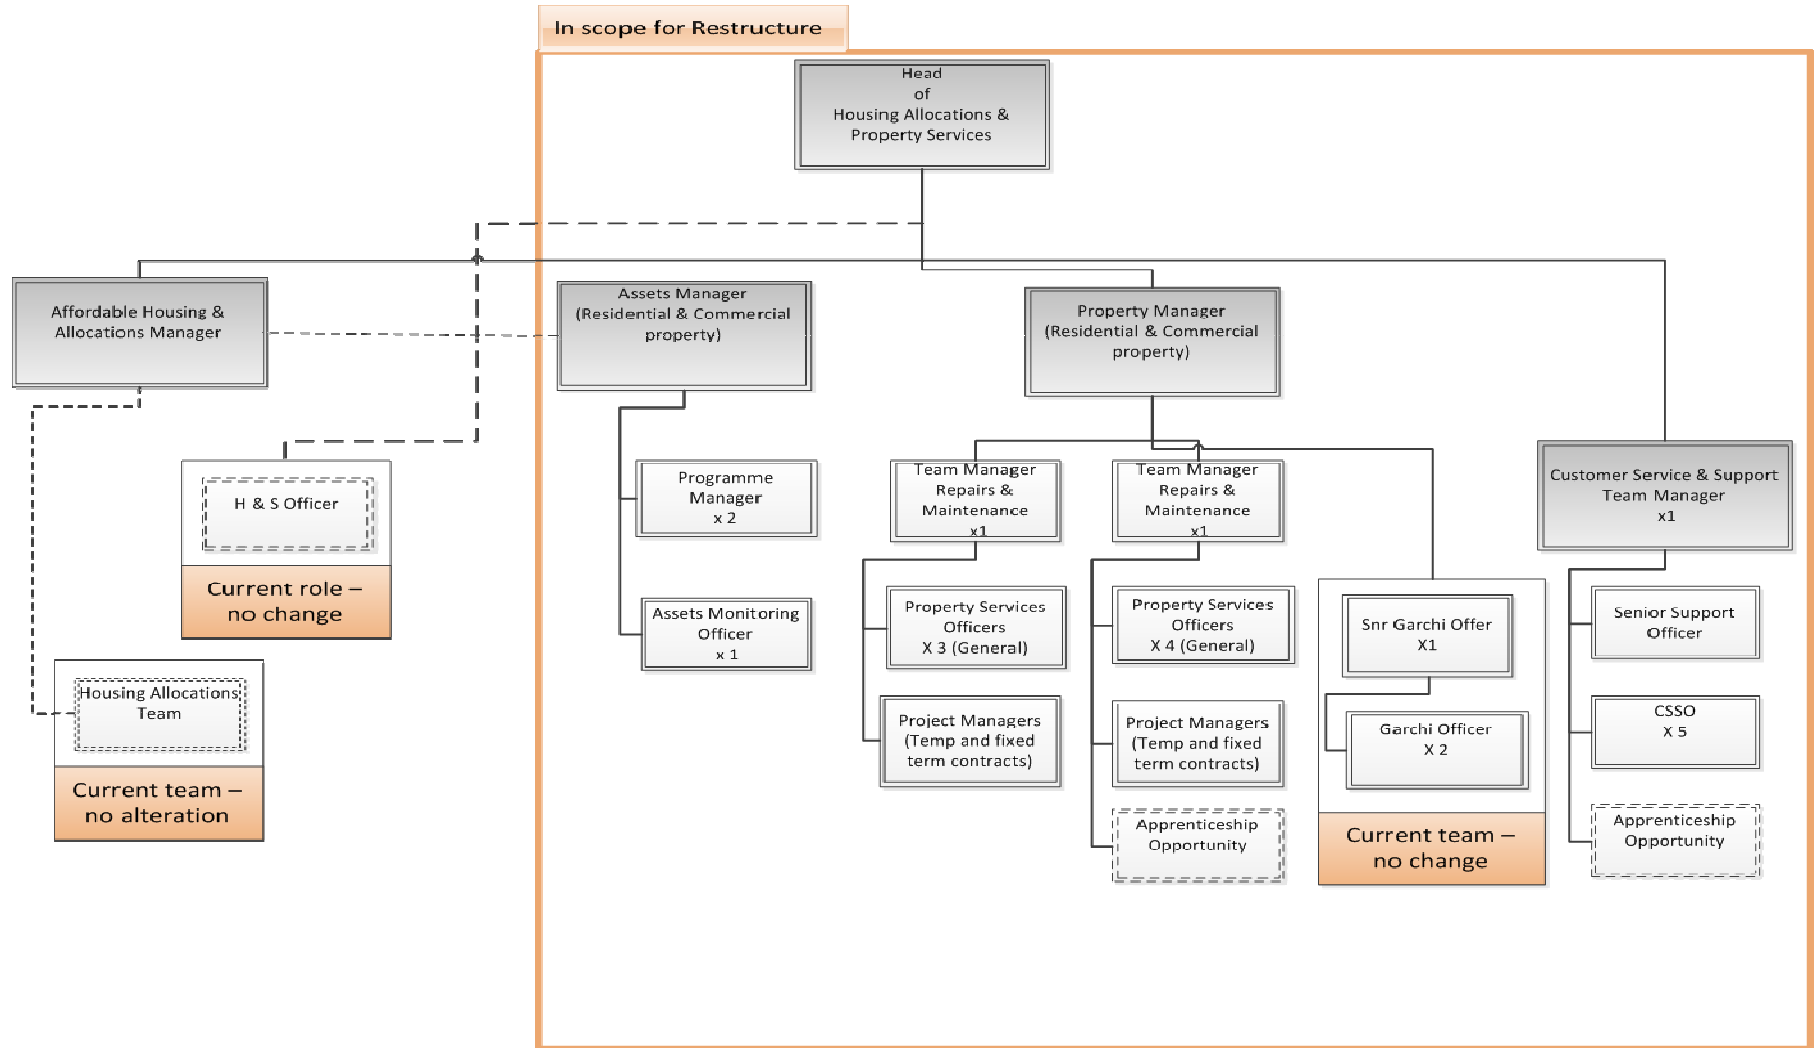 In scope for Restructure
Head
of
Housing Allocations &
Property Services
Affordable Housing &
Allocations Manager
Assets Manager
(Residential & Commercial
property)
Property Manager
(Residential & Commercial
property)
Customer Service & Support
Team Manager
x1
H & S Officer
Current role –
no change
Housing Allocations
Team
Current team –
no alteration
Programme
Manager
x 2
Assets Monitoring
Officer
x 1
Team Manager
Repairs &
Maintenance
x1
Property Services
Officers
X 3 (General)
Project Managers
(Temp and fixed
term contracts)
Team Manager
Repairs &
Maintenance
x1
Property Services
Officers
X 4 (General)
Project Managers
(Temp and fixed
term contracts)
Apprenticeship
Opportunity
Snr Garchi Offer
X1
Garchi Officer
X 2
Current team –
no change
Senior Support
Officer
CSSO
X 5
Apprenticeship
Opportunity